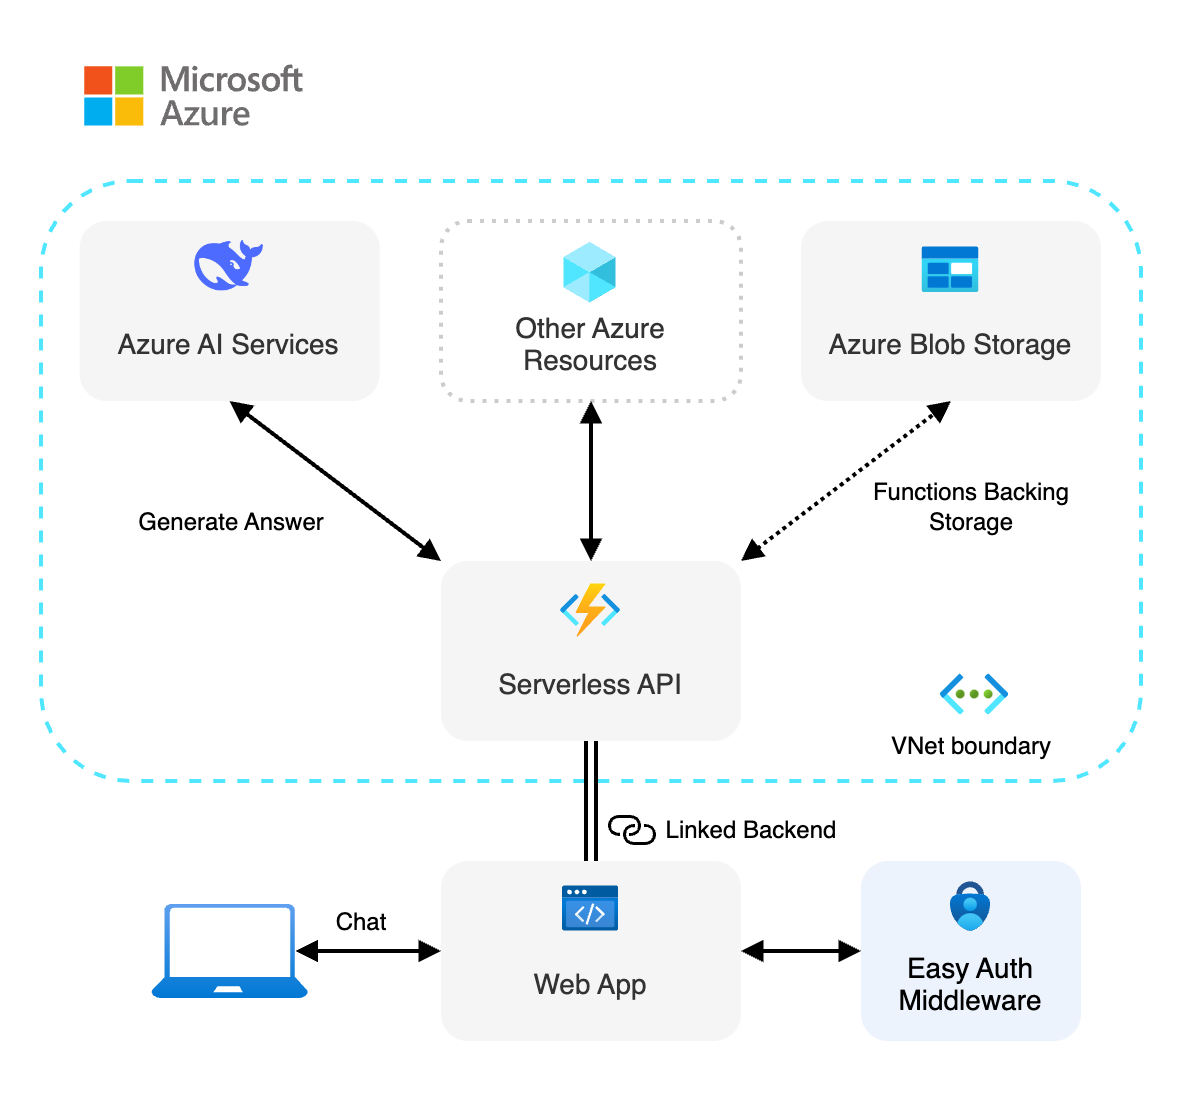 Microsoft
Azure
Azure AI Services
Other Azure
Resources
Azure Blob Storage
Generate Answer
Functions Backing
Storage
Serverless API
VNet boundary
Linked Backend
Chat
Web App
Easy Auth
Middleware